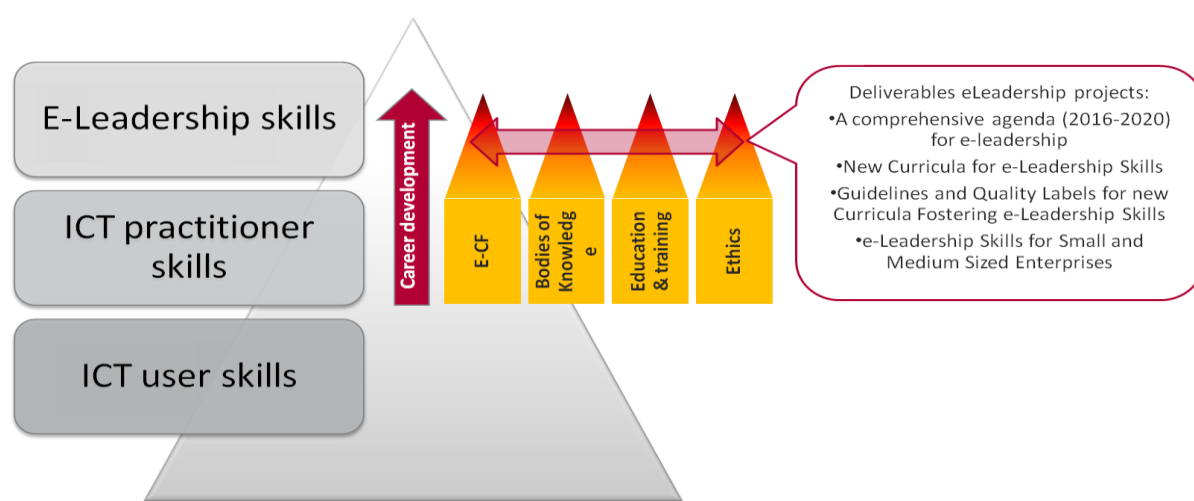 E-Leadership skills
ICT practitioner
skills
ICT user skills
Career development
E-CF
Bodies of
Knowledg
e
Education
& training
Ethics
Deliverables eLeadership projects:
•A comprehensive agenda (2016-2020)
for e-leadership
•New Curricula for e-Leadership Skills
•Guidelines and Quality Labels for new
Curricula Fostering e-Leadership Skills
•e-Leadership Skills for Small and
Medium Sized Enterprises